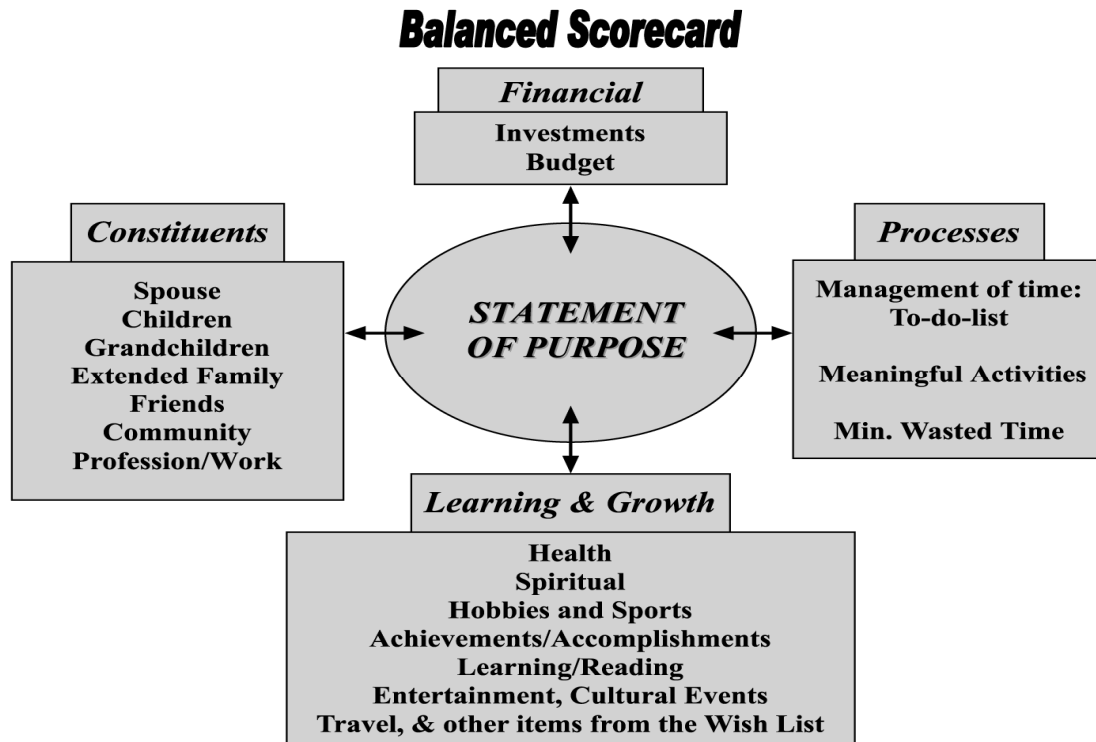 Balanced Scorecard
Financial
Investments
Budget
Constituents
Spouse
Children
Grandchildren
Extended Family
Friends
Community
Profession/Work
STATEMENT
OF PURPOSE
Processes
Management of time:
To-do-list
Meaningful Activities
Min. Wasted Time
Learning & Growth
Health
Spiritual
Hobbies and Sports
Achievements/Accomplishments
Learning/Reading
Entertainment, Cultural Events
Travel, & other items from the Wish List